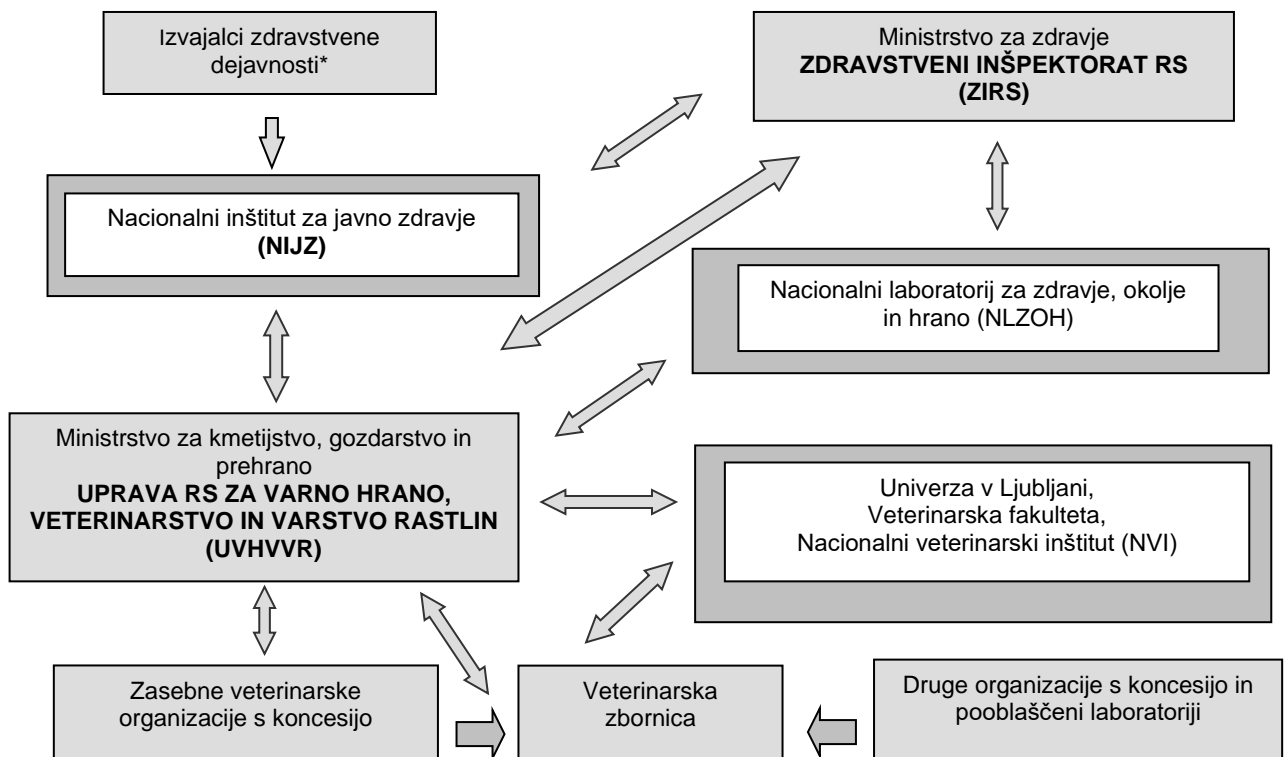 Izvajalci zdravstvene
dejavnosti*
Ministrstvo za zdravje
ZDRAVSTVENI INŠPEKTORAT RS
(ZIRS)
Nacionalni inštitut za javno zdravje
(NIJZ)
Nacionalni laboratorij za zdravje, okolje
in hrano (NLZOH)
Ministrstvo za kmetijstvo, gozdarstvo in
prehrano
UPRAVA RS ZA VARNO HRANO,
VETERINARSTVO IN VARSTVO RASTLIN
(UVHVVR)
Univerza v Ljubljani,
Veterinarska fakulteta,
Nacionalni veterinarski inštitut (NVI)
Zasebne veterinarske
organizacije s koncesijo
Veterinarska
zbornica
Druge organizacije s koncesijo in
pooblaščeni laboratoriji